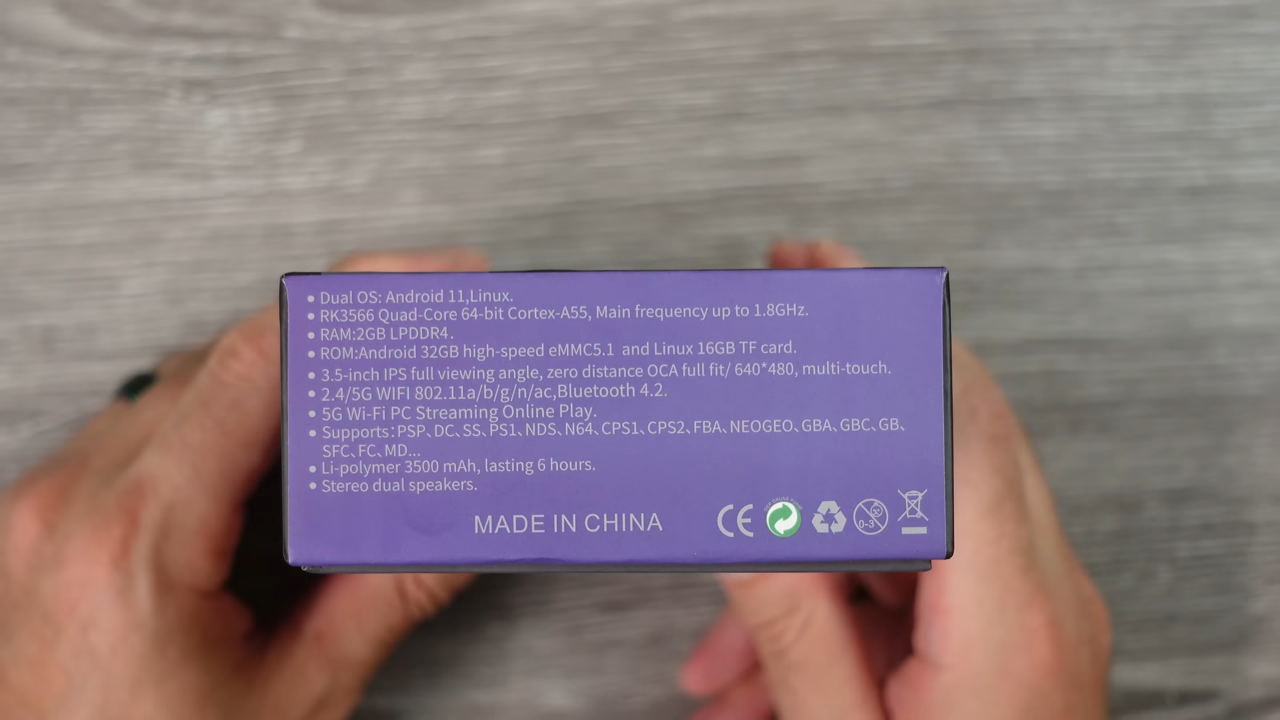 • Dual OS: Android 11,Linux.
• RK3566 Quad-Core 64-bit Cortex-A55, Main frequency up to 1.8GHz.
• RAM:2GB LPDDR4.
• ROM:Android 32GB high-speed eMMC5.1 and Linux 16GB TF card.
• 3.5-inch IPS full viewing angle, zero distance OCA full fit/ 640*480, multi-touch.
• 2.4/5G WIFI 802.11a/b/g/n/ac,Bluetooth 4.2.
• 5G Wi-Fi PC Streaming Online Play.
• Supports:PSP、DC、SS、PS1、NDS、N64、CPS1、CPS2、FBA、NEOGEO、GBA、GBC、GB、
SFC、FC、MD...
• Li-polymer 3500 mAh, lasting 6 hours.
• Stereo dual speakers.
MADE IN CHINA
CE
0-3